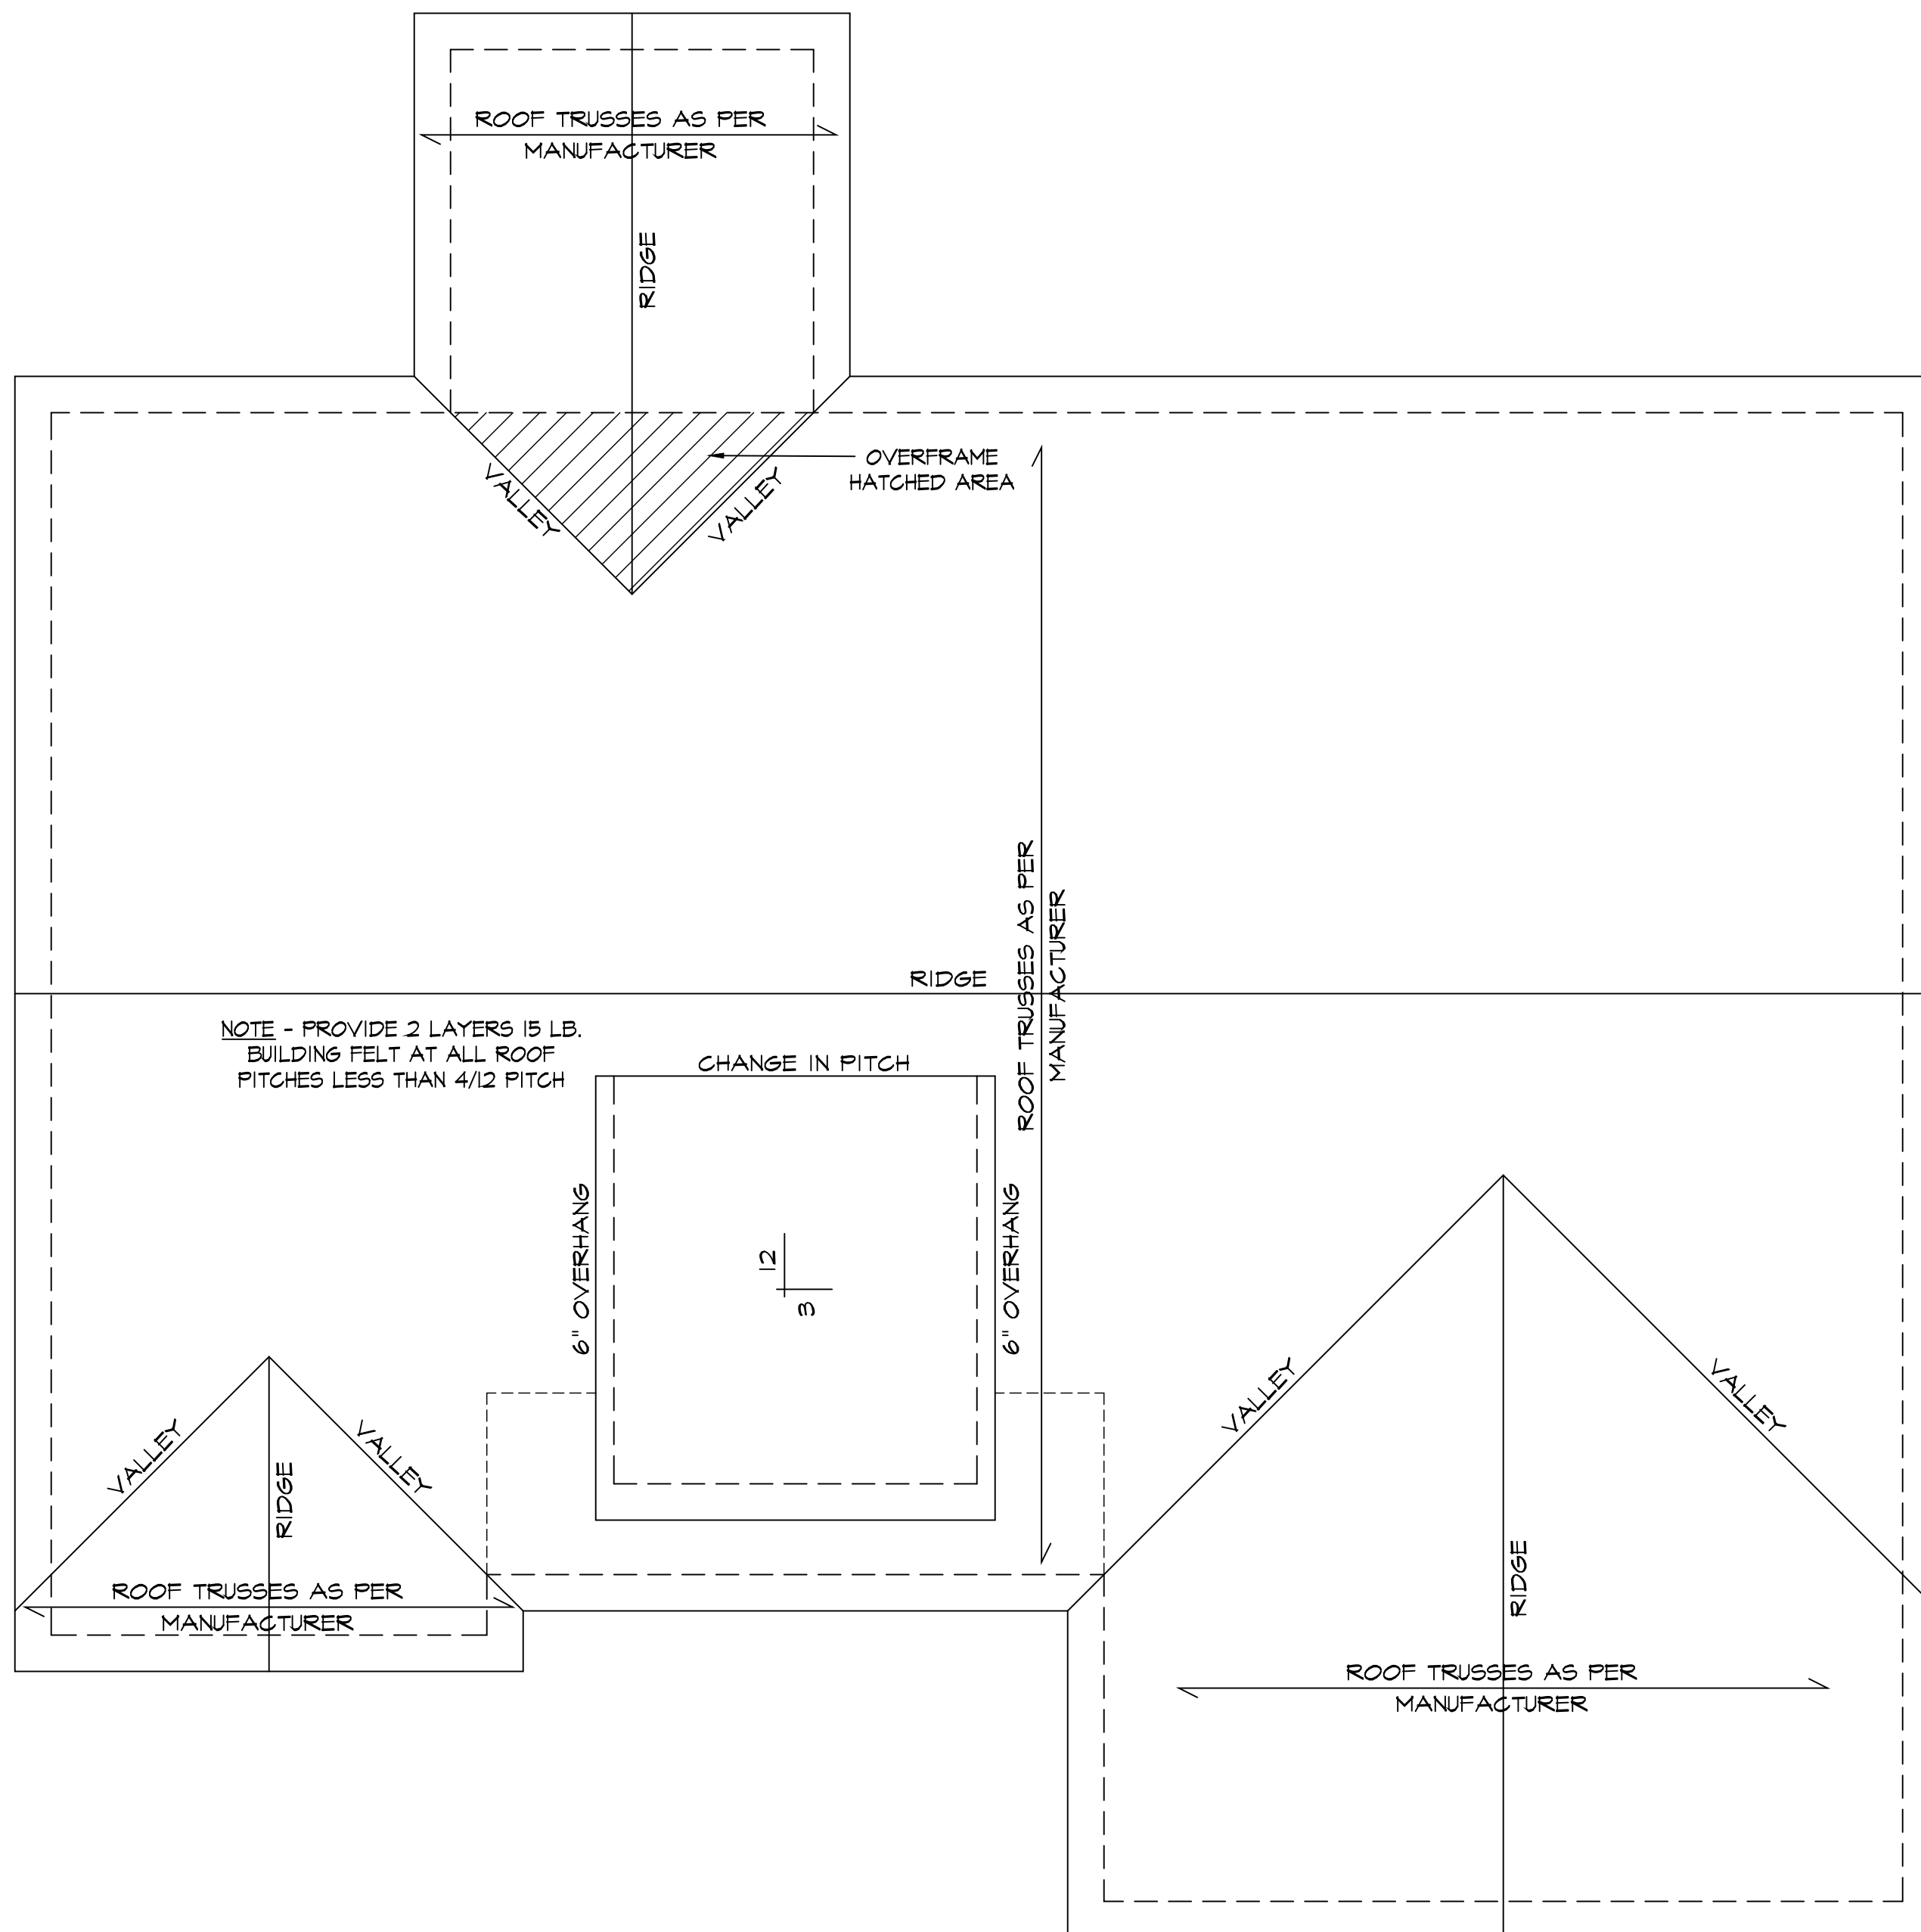 ROOF TRUSSES AS PER
MANUFACTURER
RIDGE
OVERFRAME
HATCHED AREA
VALLEY
VALLEY
ROOF TRUSSES AS PER
MANUFACTURER
RIDGE
NOTE - PROVIDE 2 LAYERS 15 LB.
BUILDING FELT AT ALL ROOF
PITCHES LESS THAN 4/12 PITCH
CHANGE IN PITCH
6" OVERHANG
12
3
6" OVERHANG
VALLEY
RIDGE
VALLEY
ROOF TRUSSES AS PER
MANUFACTURER
VALLEY
VALLEY
RIDGE
ROOF TRUSSES AS PER
MANUFACTURER